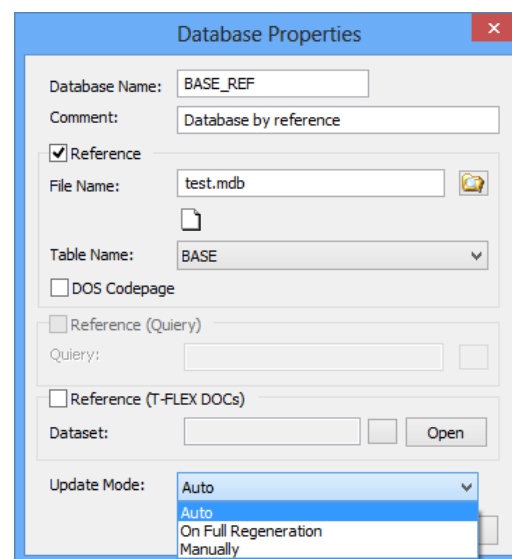 Database Properties
Database Name: BASE_REF
Comment: Database by reference
Reference
File Name: test.mdb
Table Name: BASE
DOS Codepage
Reference (Quiery)
Quiery:
Reference (T-FLEX DOCs)
Dataset: Open
Update Mode: Auto
Auto
On Full Regeneration
Manually